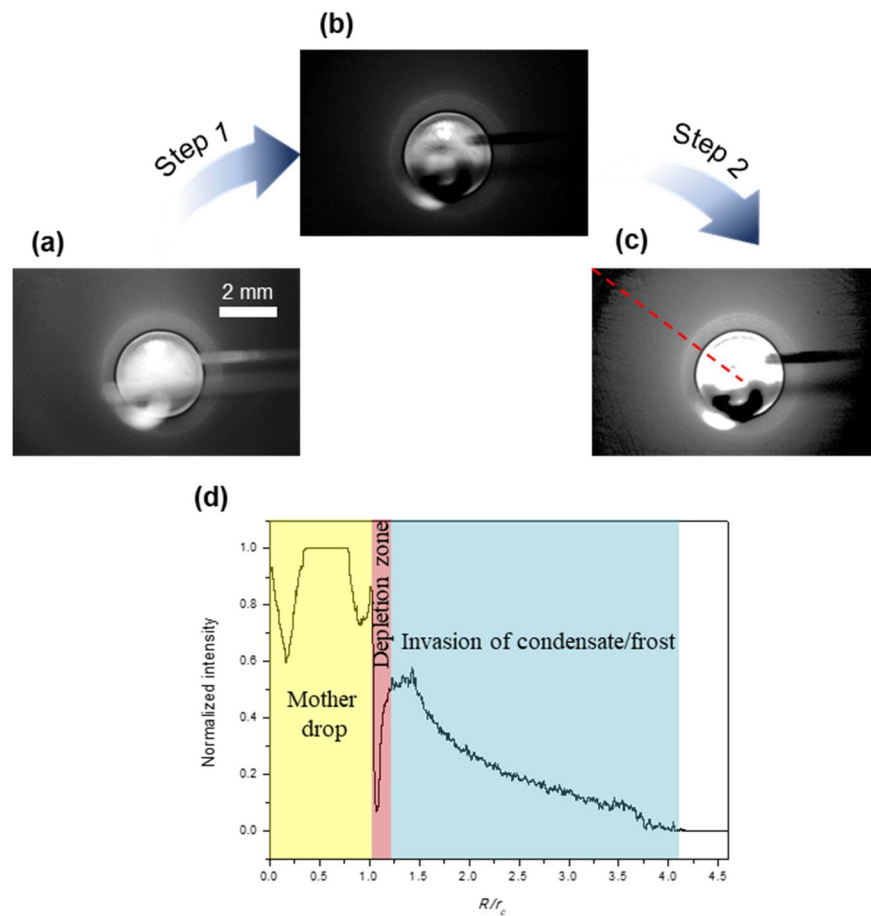 (b)
Step 1
Step 2
(a)
2 mm
(c)
(d)
Normalized intensity
1.0
0.8
0.6
0.4
0.2
0.0
Mother
drop
Depletion zone
Invasion of condensate/frost
0.0 0.5 1.0 1.5 2.0 2.5 3.0 3.5 4.0 4.5
R/r_c